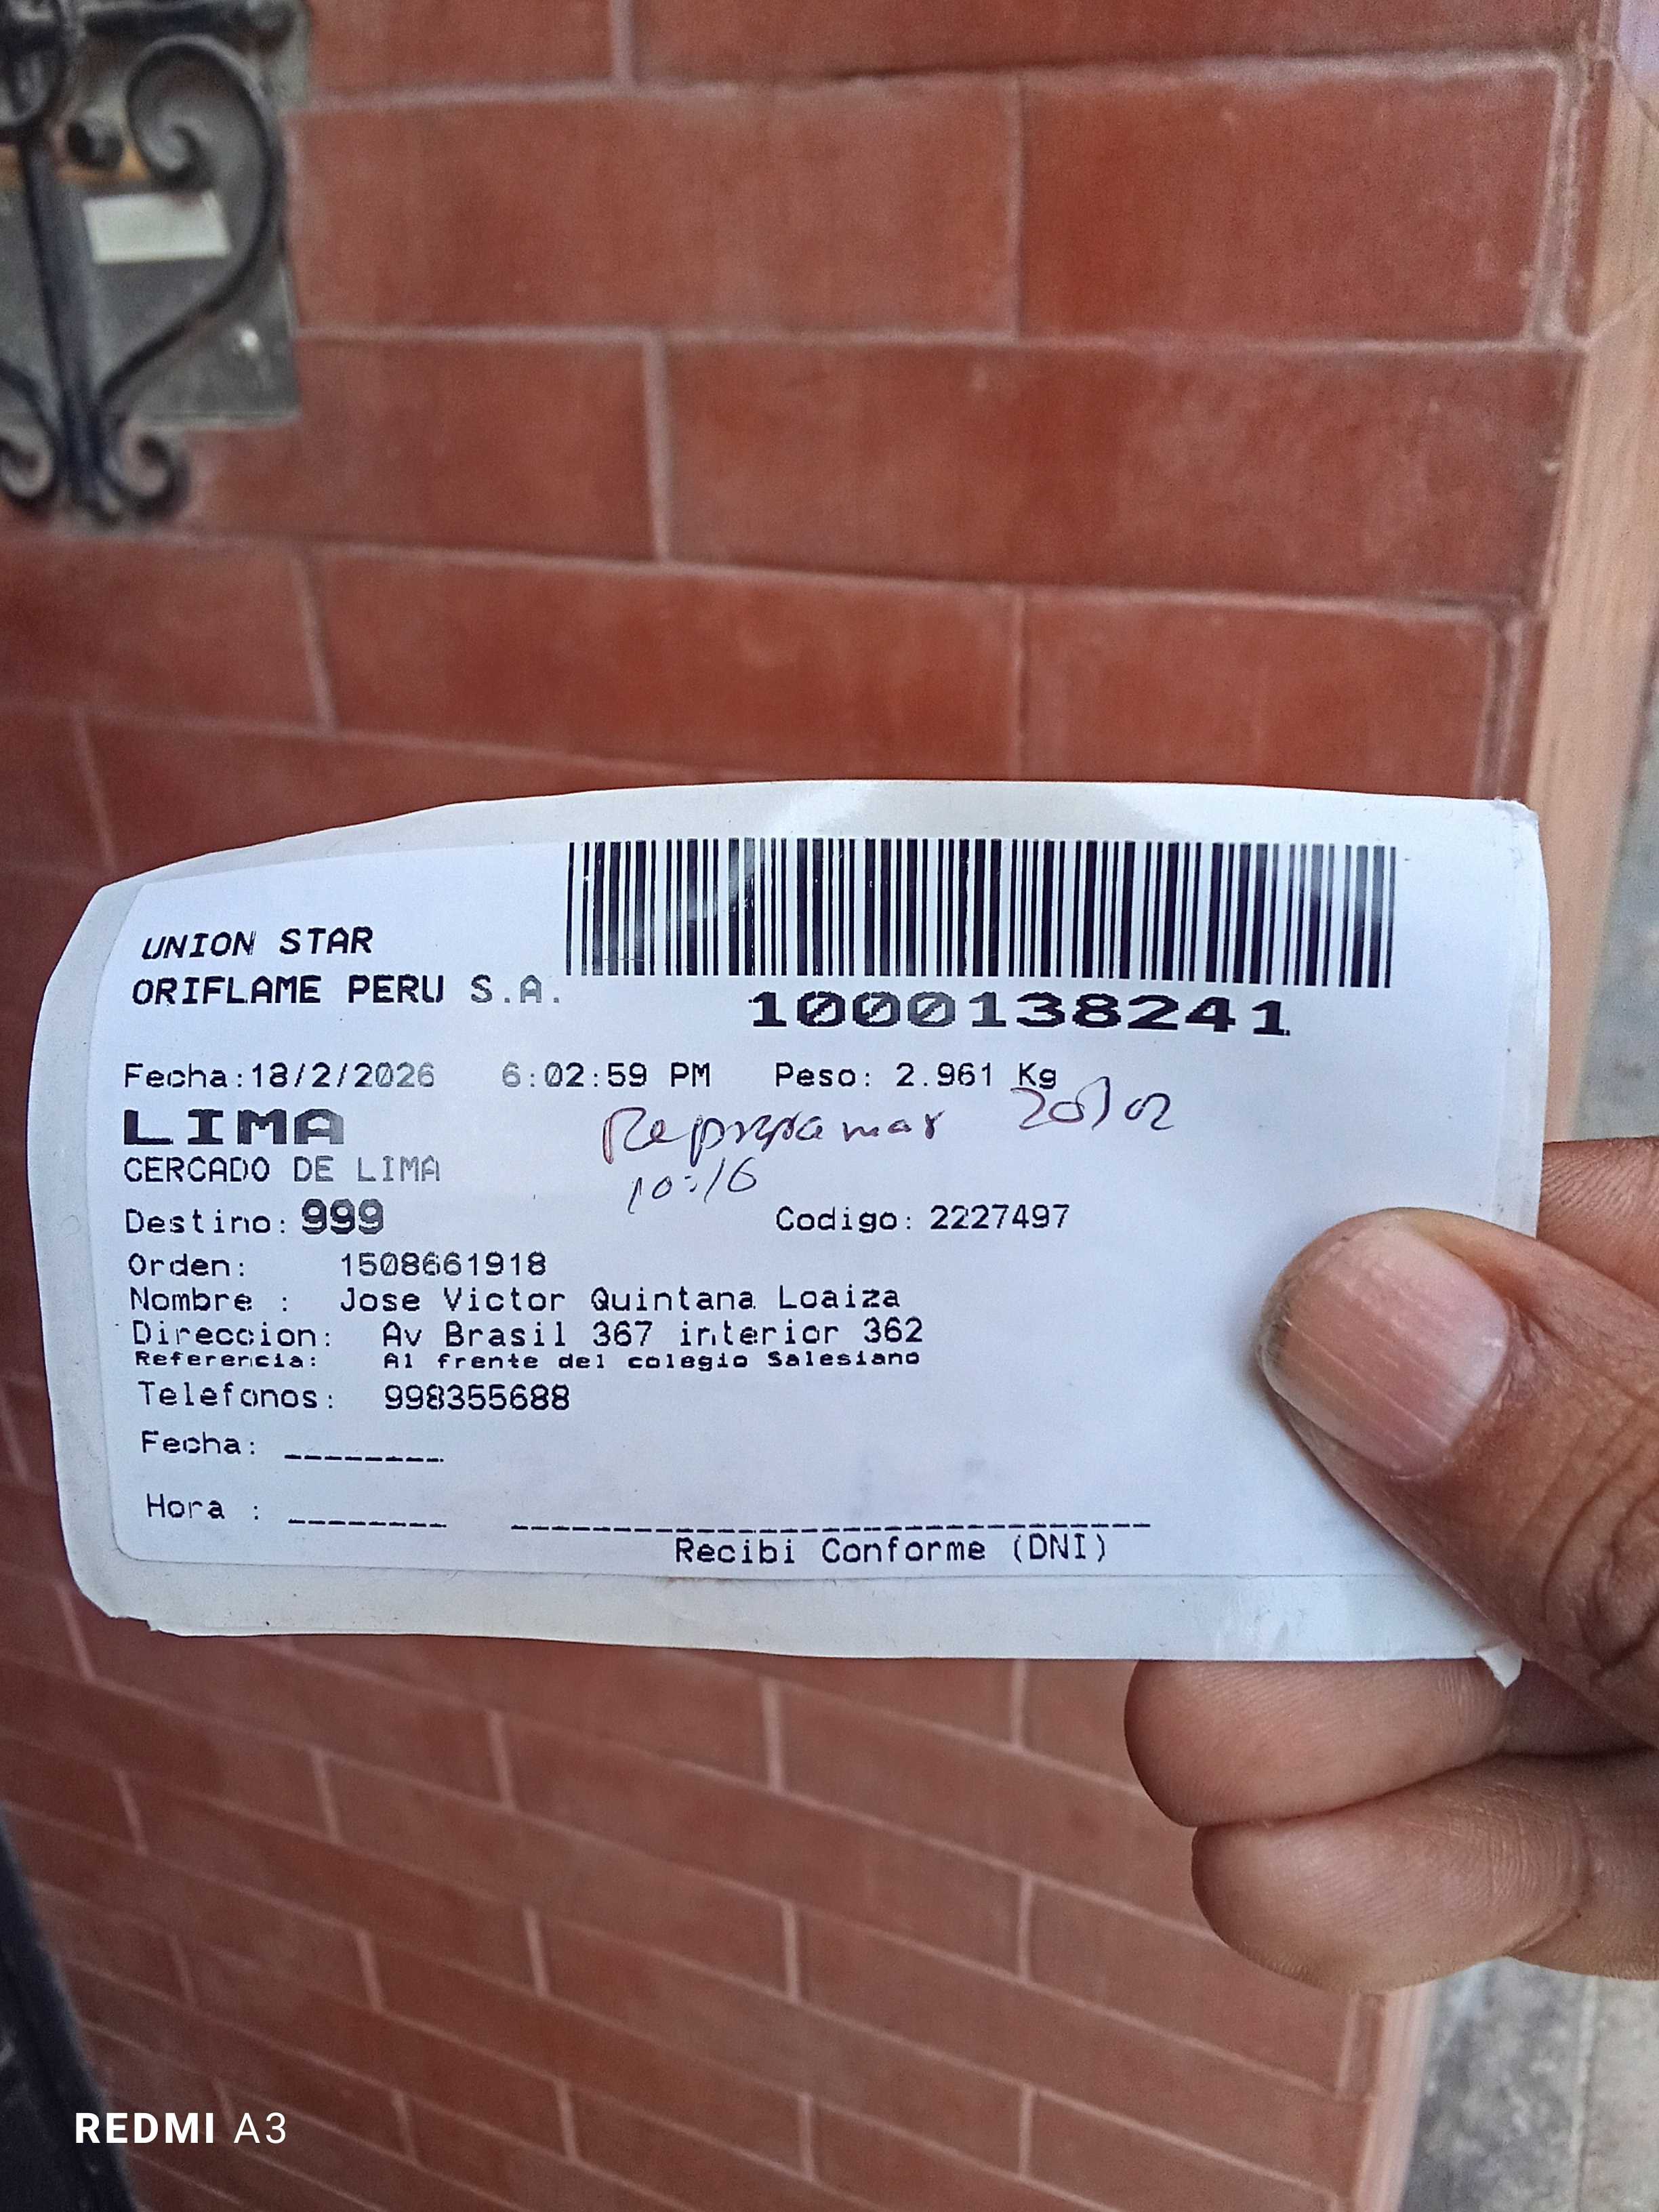 UNION STAR
ORIFLAME PERU S.A.
1000138241
Fecha:18/2/2026 6:02:59 PM Peso: 2.961 Kg
LIMA Reprogramar 20/02
CERCADO DE LIMA 10:16
Destino: 999 Codigo: 2227497
Orden: 1508661918
Nombre : Jose Victor Quintana Loaiza
Direccion: Av Brasil 367 interior 362
Referencia: Al frente del colegio Salesiano
Telefonos: 998355688
Fecha: ________
Hora : ________
Recibi Conforme (DNI)
REDMI A3